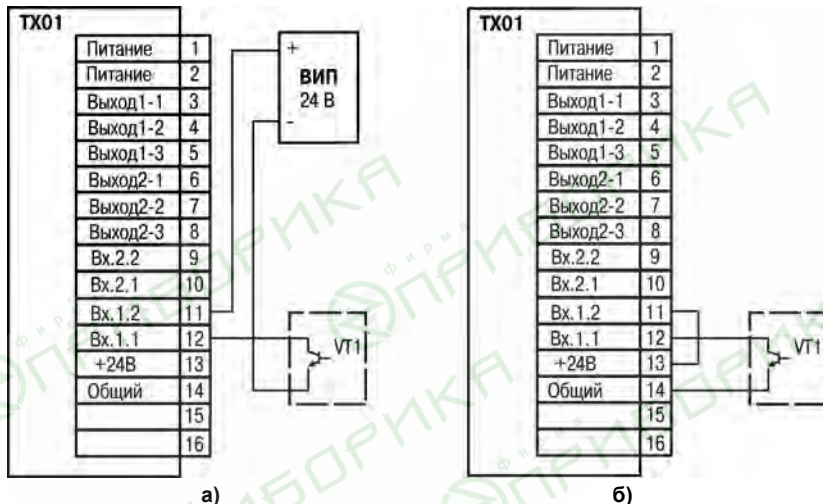 TX01
Питание 1
Питание 2
Выход1-1 3
Выход1-2 4
Выход1-3 5
Выход2-1 6
Выход2-2 7
Выход2-3 8
Вх.2.2 9
Вх.2.1 10
Вх.1.2 11
Вх.1.1 12
+24В 13
Общий 14
15
16
+
ВИП
24 В
-
VT1
а)
TX01
Питание 1
Питание 2
Выход1-1 3
Выход1-2 4
Выход1-3 5
Выход2-1 6
Выход2-2 7
Выход2-3 8
Вх.2.2 9
Вх.2.1 10
Вх.1.2 11
Вх.1.1 12
+24В 13
Общий 14
15
16
VT1
б)
фирма
ПРИБОРИКА